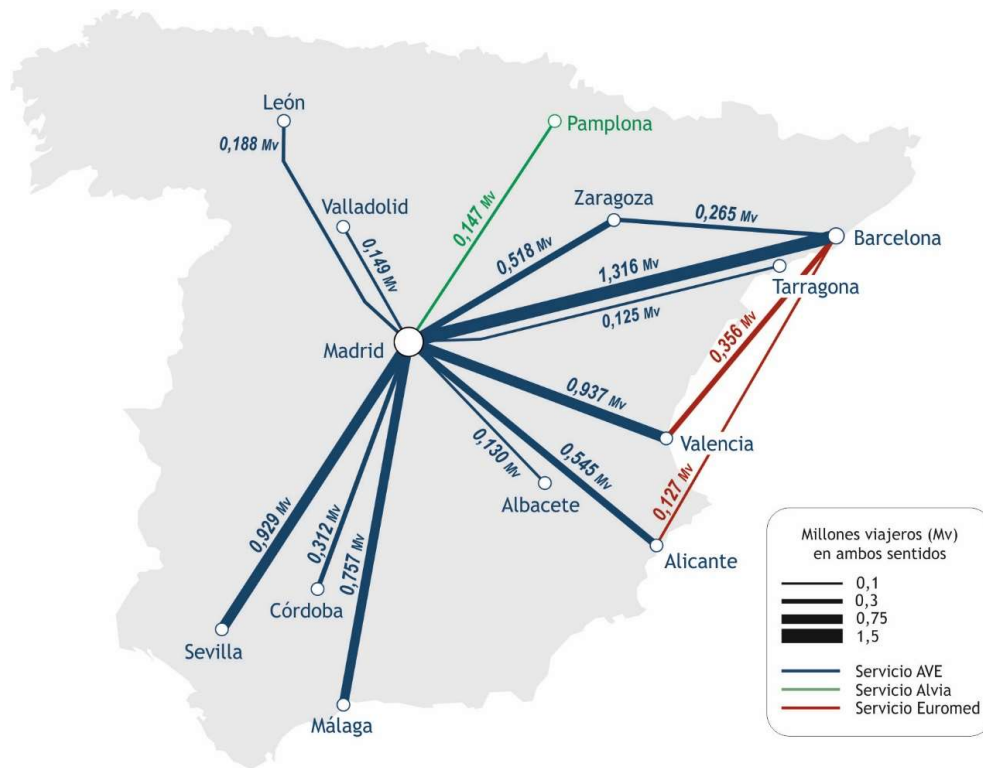 León
0,188 Mv
Pamplona
Valladolid
0,149 Mv
0,147 Mv
Zaragoza
0,265 Mv
0,518 Mv
Barcelona
1,316 Mv
Tarragona
0,125 Mv
Madrid
0,356 Mv
0,937 Mv
Valencia
0,130 Mv
Albacete
0,545 Mv
0,127 Mv
Alicante
0,929 Mv
0,312 Mv
0,757 Mv
Córdoba
Sevilla
Málaga
Millones viajeros (Mv)
en ambos sentidos
0,1
0,3
0,75
1,5
Servicio AVE
Servicio Alvia
Servicio Euromed